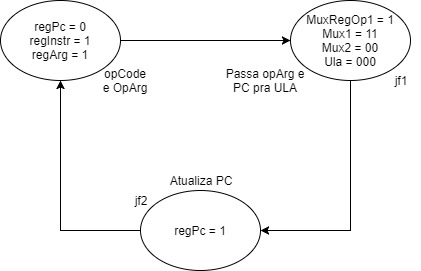 regPc = 0
regInstr = 1
regArg = 1
opCode
e OpArg
MuxRegOp1 = 1
Mux1 = 11
Mux2 = 00
Ula = 000
Passa opArg e
PC pra ULA
jf1
Atualiza PC
jf2
regPc = 1